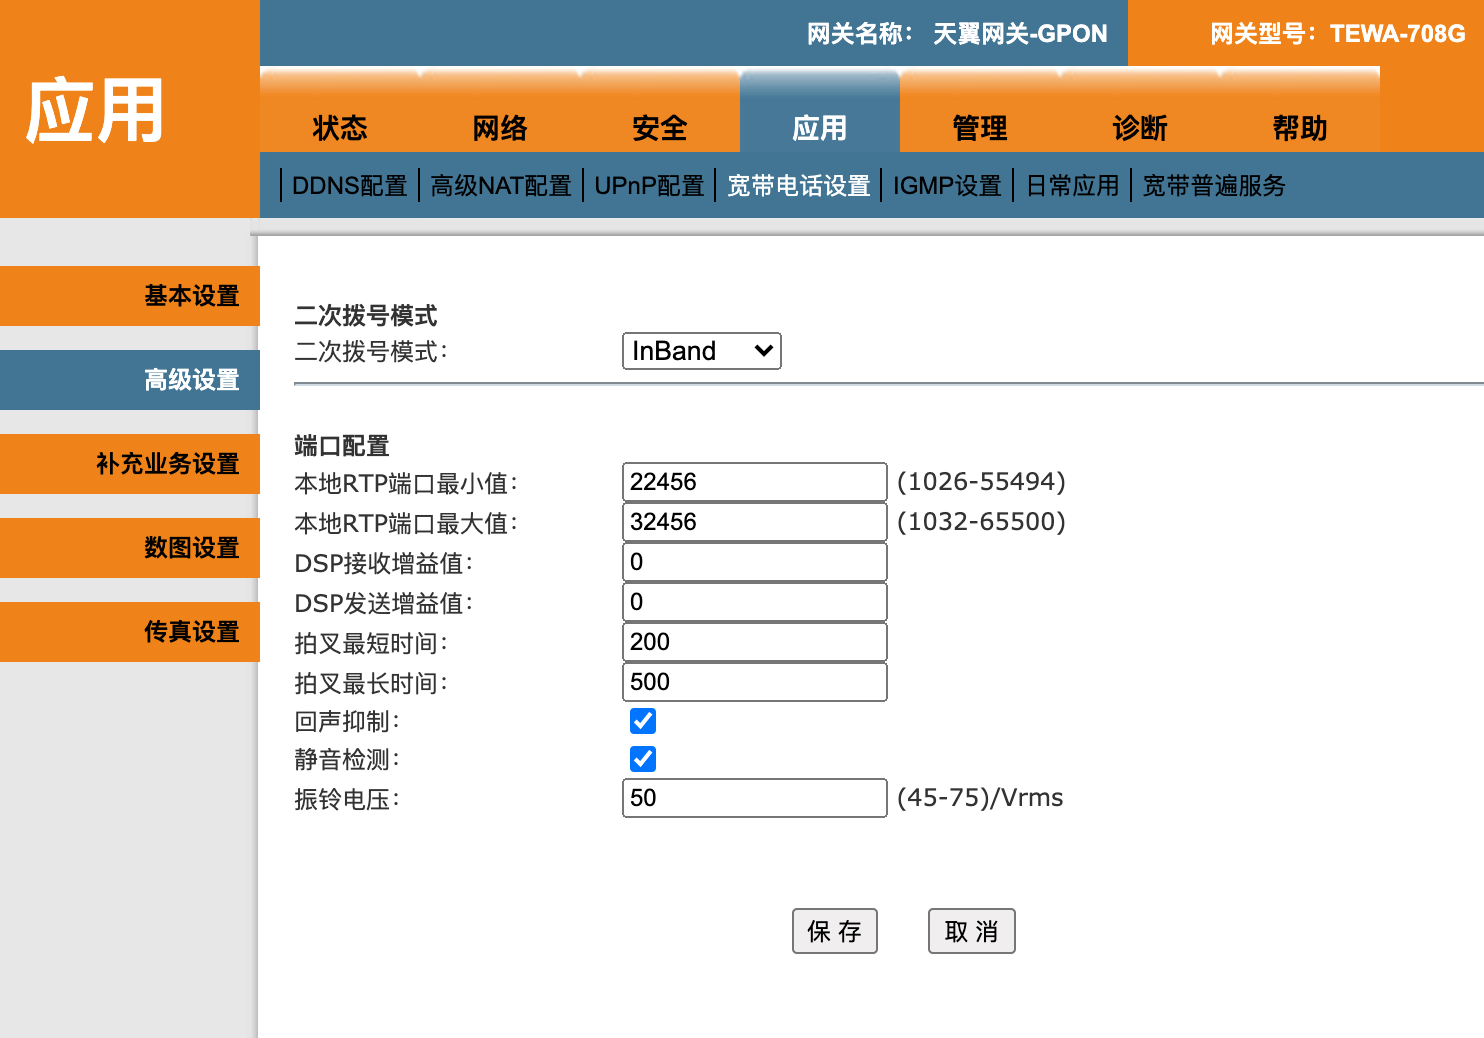 应用
网关名称： 天翼网关-GPON
网关型号：TEWA-708G
状态 网络 安全 应用 管理 诊断 帮助
DDNS配置 高级NAT配置 UPnP配置 宽带电话设置 IGMP设置 日常应用 宽带普遍服务
基本设置
高级设置
补充业务设置
数图设置
传真设置
二次拨号模式
二次拨号模式： InBand
端口配置
本地RTP端口最小值： 22456 (1026-55494)
本地RTP端口最大值： 32456 (1032-65500)
DSP接收增益值： 0
DSP发送增益值： 0
拍叉最短时间： 200
拍叉最长时间： 500
回声抑制：
静音检测：
振铃电压： 50 (45-75)/Vrms
保 存 取 消